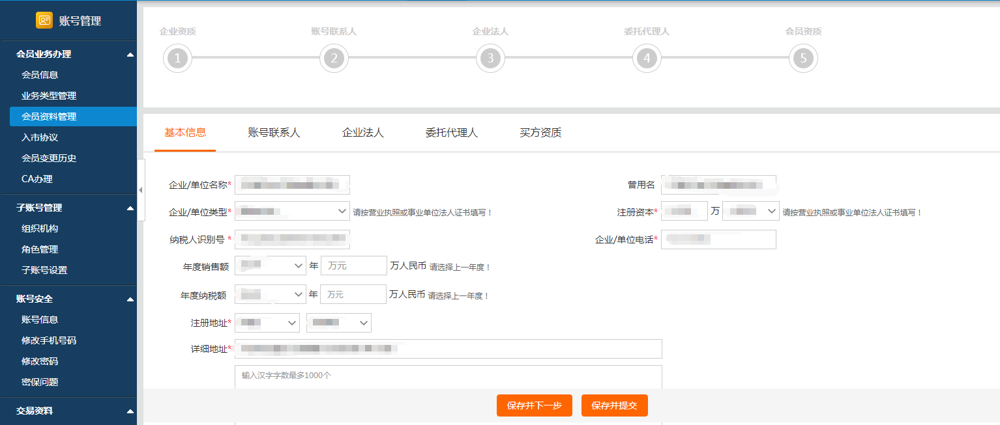 账号管理
会员业务办理
会员信息
业务类型管理
会员资料管理
入市协议
会员变更历史
CA办理
子账号管理
组织机构
角色管理
子账号设置
账号安全
账号信息
修改手机号码
修改密码
密保问题
交易资料
企业资质 账号联系人 企业法人 委托代理人 会员资质
1 2 3 4 5
基本信息 账号联系人 企业法人 委托代理人 买方资质
企业/单位名称* 曾用名
企业/单位类型* 请按营业执照或事业单位法人证书填写！ 注册资本* 万 请按营业执照或事业单位法人证书填写！
纳税人识别号 * 企业/单位电话*
年度销售额 年 万元 万人民币 请选择上一年度！
年度纳税额 年 万元 万人民币 请选择上一年度！
注册地址*
详细地址*
输入汉字字数最多1000个
保存并下一步 保存并提交